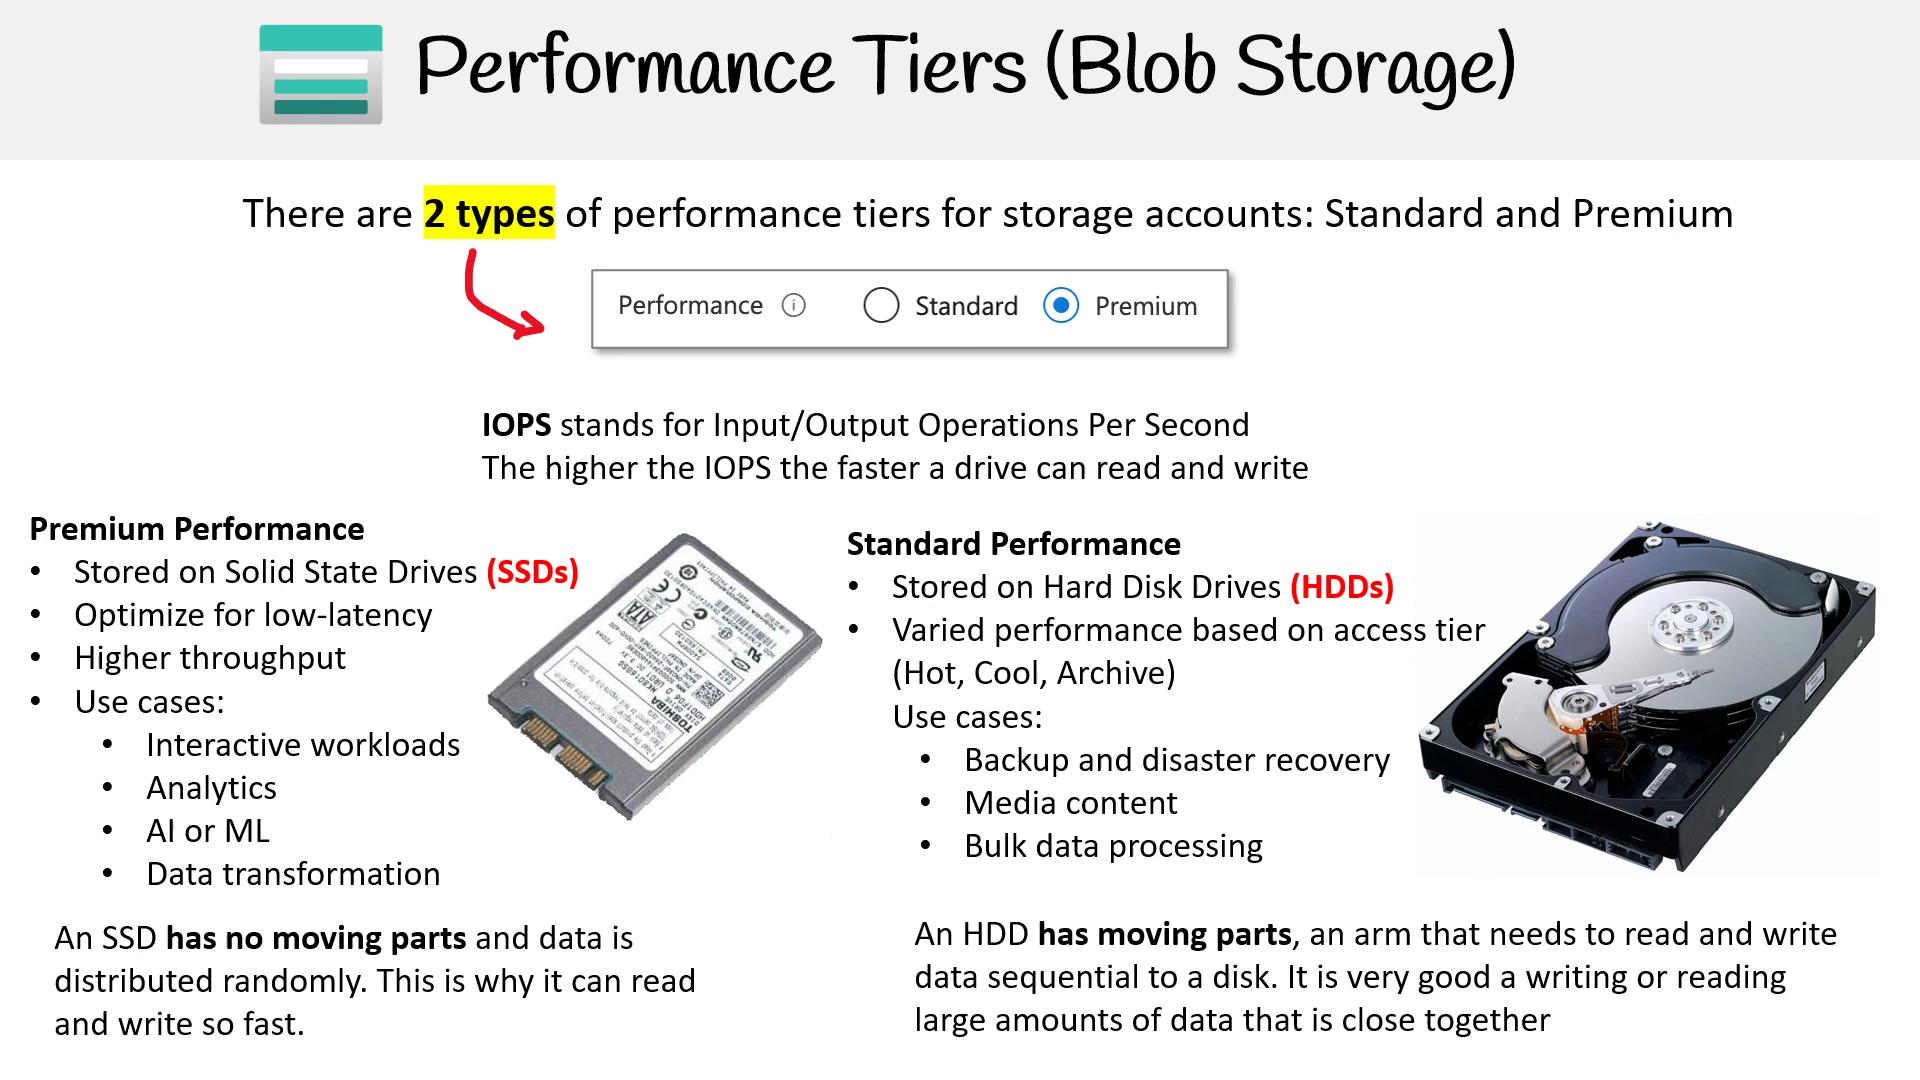 Performance Tiers (Blob Storage)
There are 2 types of performance tiers for storage accounts: Standard and Premium
Performance Standard Premium
IOPS stands for Input/Output Operations Per Second
The higher the IOPS the faster a drive can read and write
Premium Performance
• Stored on Solid State Drives (SSDs)
• Optimize for low-latency
• Higher throughput
• Use cases:
• Interactive workloads
• Analytics
• AI or ML
• Data transformation
An SSD has no moving parts and data is
distributed randomly. This is why it can read
and write so fast.
TOSHIBA
Standard Performance
• Stored on Hard Disk Drives (HDDs)
• Varied performance based on access tier
(Hot, Cool, Archive)
Use cases:
• Backup and disaster recovery
• Media content
• Bulk data processing
An HDD has moving parts, an arm that needs to read and write
data sequential to a disk. It is very good a writing or reading
large amounts of data that is close together